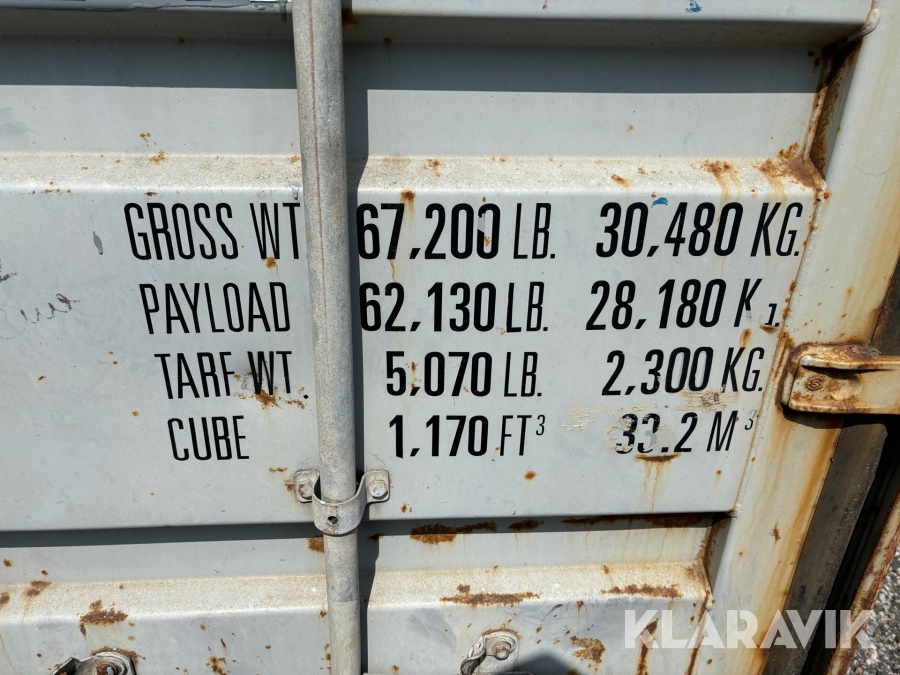 GROSS WT 67,200 LB. 30,480 KG.
PAYLOAD 62,130 LB. 28,180 K
TARE WT. 5,070 LB. 2,300 KG.
CUBE 1,170 FT³ 33.2 M³
KLARAVIK